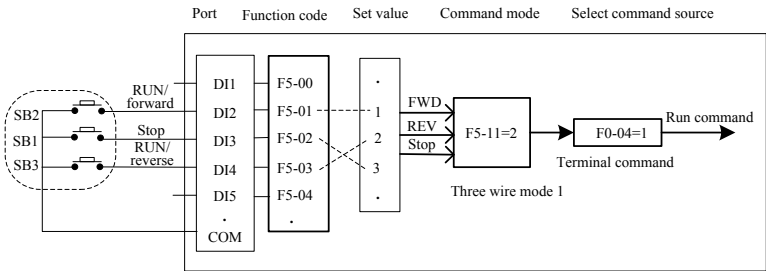 Port Function code Set value Command mode Select command source
RUN/
forward
DI1 F5-00 .
SB2 DI2 F5-01 1 FWD
SB1 Stop DI3 F5-02 2 REV F5-11=2 F0-04=1 Run command
RUN/
reverse
SB3 DI4 F5-03 3 Stop Terminal command
DI5 F5-04 . Three wire mode 1
. .
COM